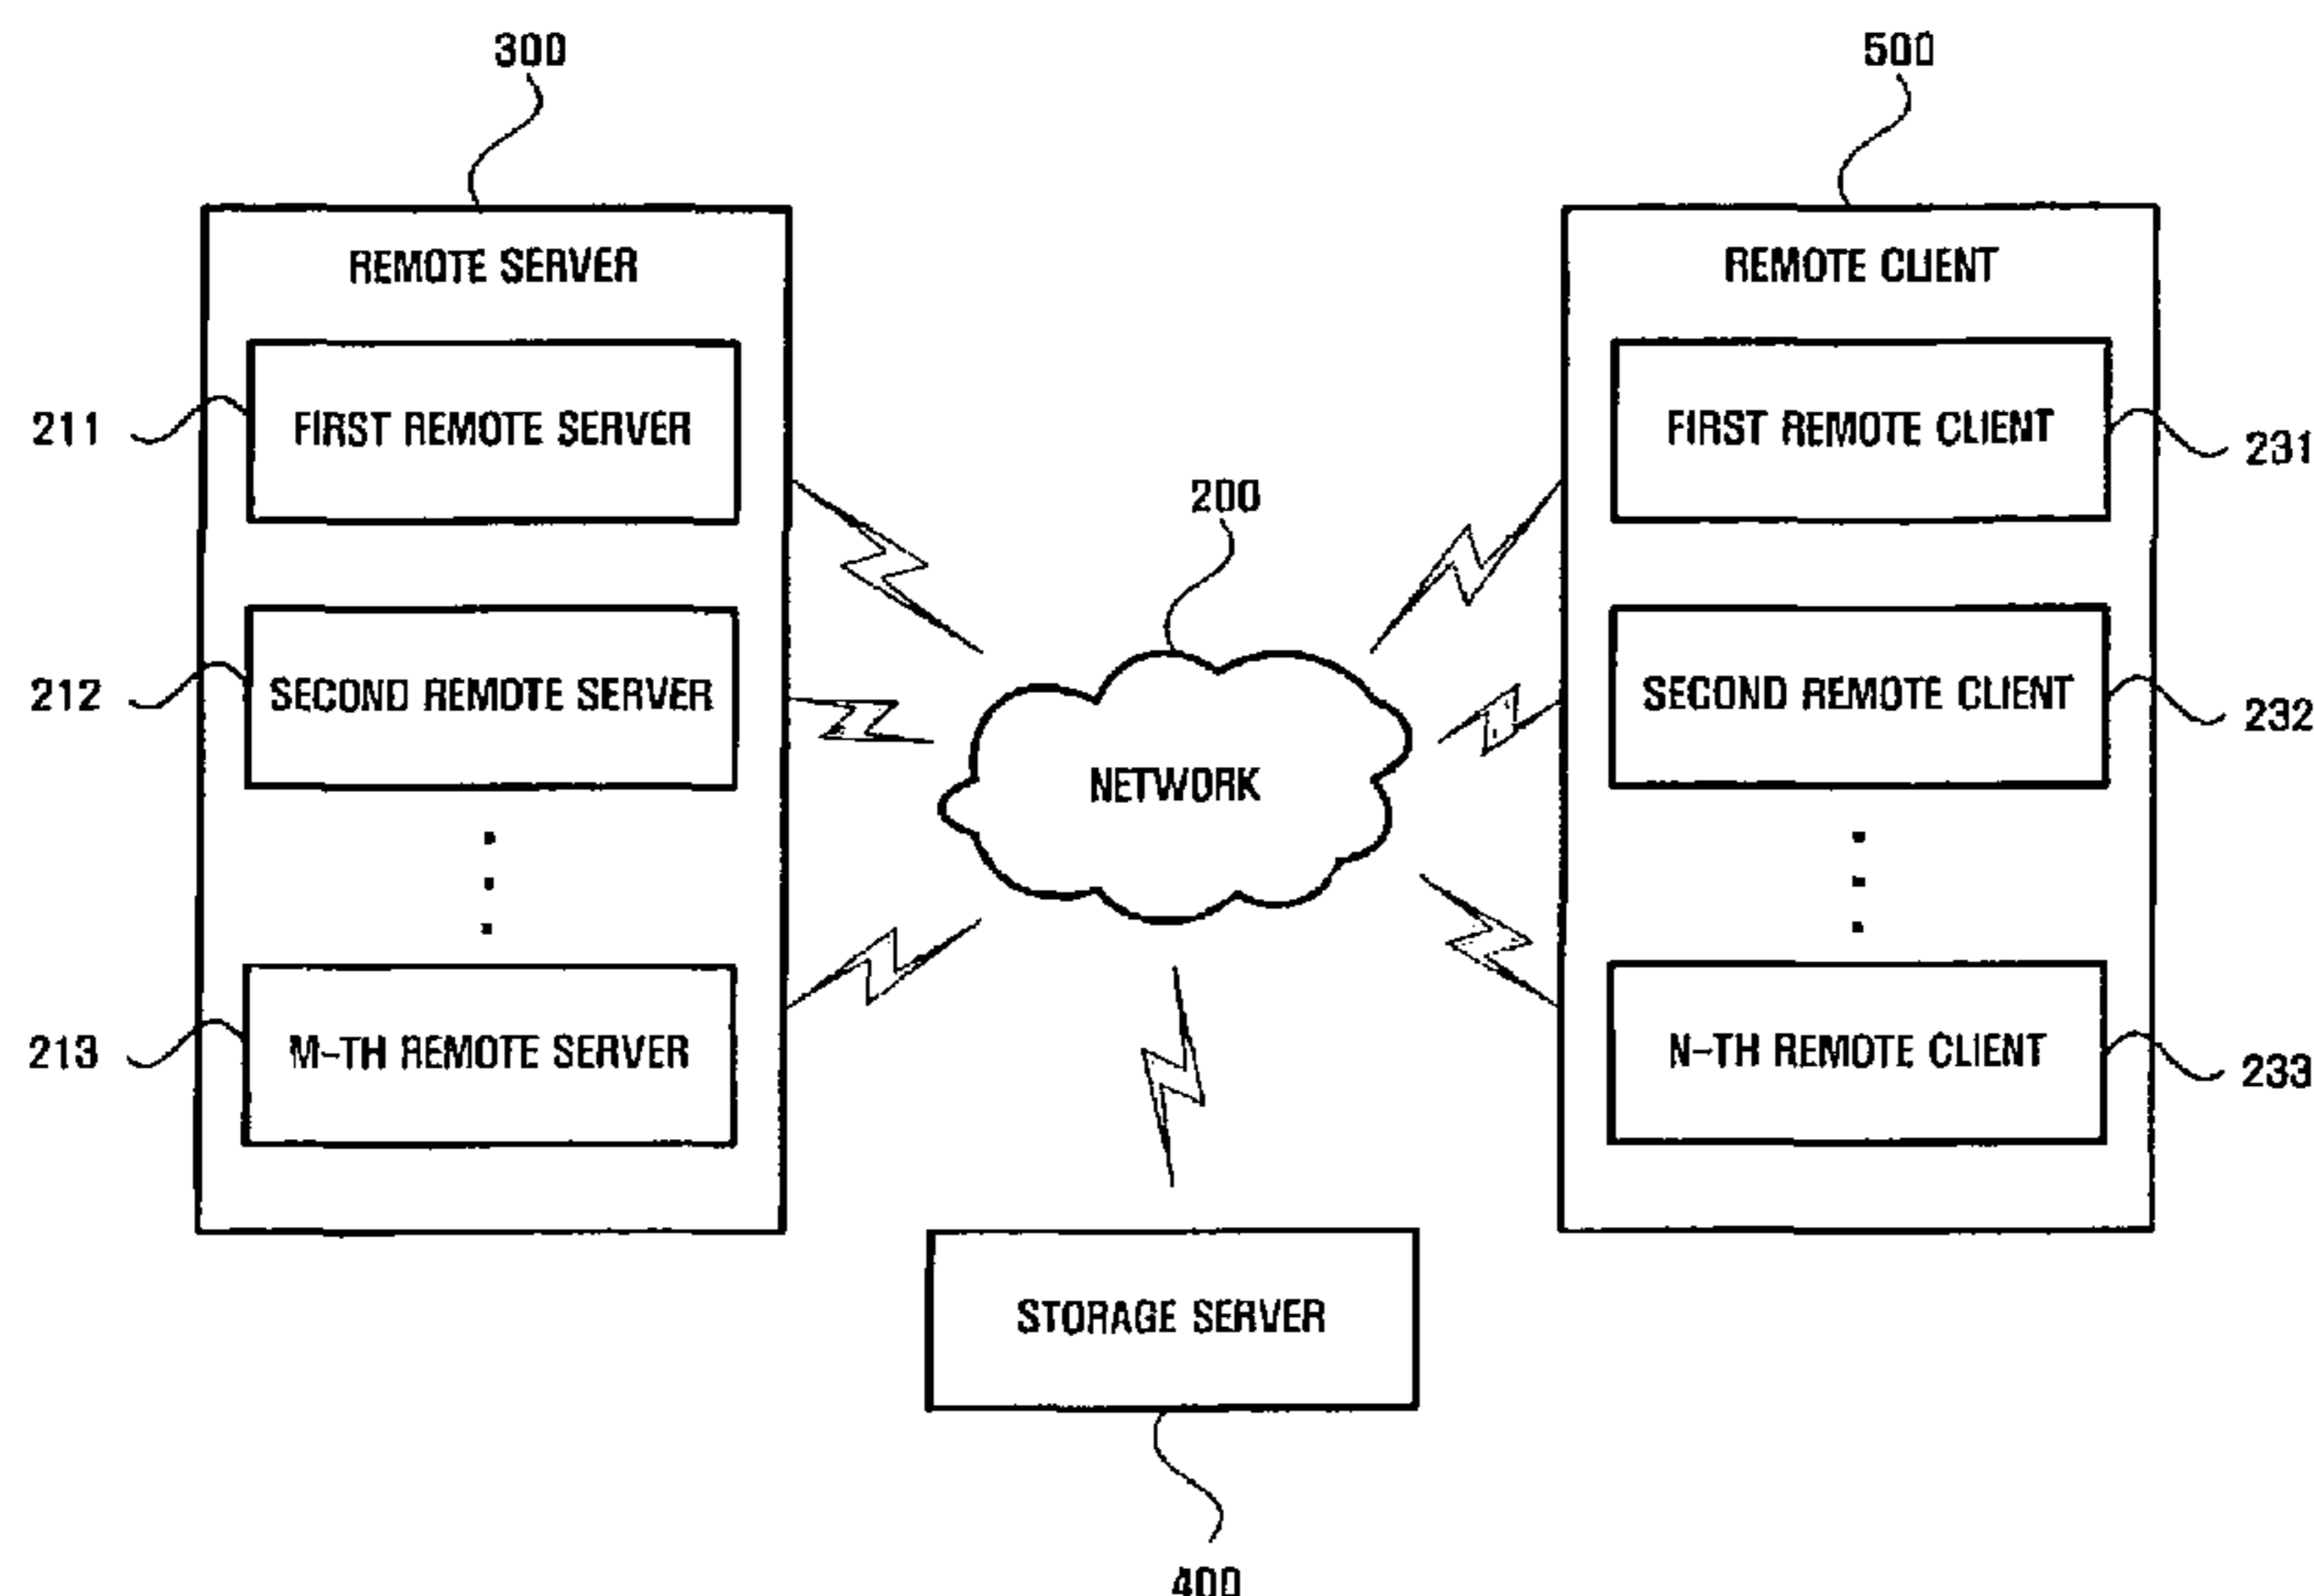 300
500
REMOTE SERVER
REMOTE CLIENT
211
FIRST REMOTE SERVER
FIRST REMOTE CLIENT
231
200
212
SECOND REMOTE SERVER
SECOND REMOTE CLIENT
232
NETWORK
213
M-TH REMOTE SERVER
N-TH REMOTE CLIENT
233
STORAGE SERVER
400